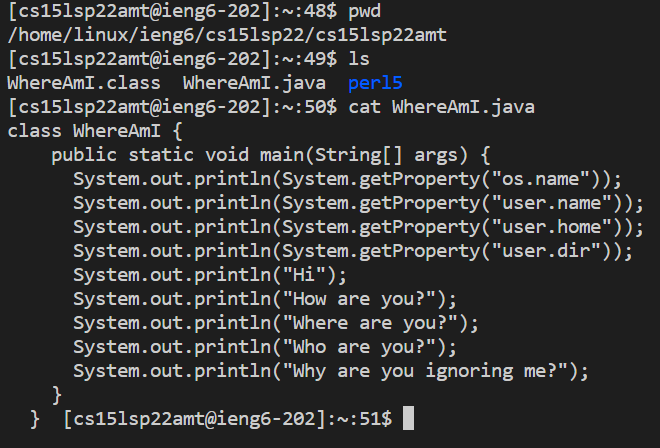 [cs15lsp22amt@ieng6-202]:~:48$ pwd
/home/linux/ieng6/cs15lsp22/cs15lsp22amt
[cs15lsp22amt@ieng6-202]:~:49$ ls
WhereAmI.class  WhereAmI.java  perl5
[cs15lsp22amt@ieng6-202]:~:50$ cat WhereAmI.java
class WhereAmI {
    public static void main(String[] args) {
      System.out.println(System.getProperty("os.name"));
      System.out.println(System.getProperty("user.name"));
      System.out.println(System.getProperty("user.home"));
      System.out.println(System.getProperty("user.dir"));
      System.out.println("Hi");
      System.out.println("How are you?");
      System.out.println("Where are you?");
      System.out.println("Who are you?");
      System.out.println("Why are you ignoring me?");
    }
  }  [cs15lsp22amt@ieng6-202]:~:51$